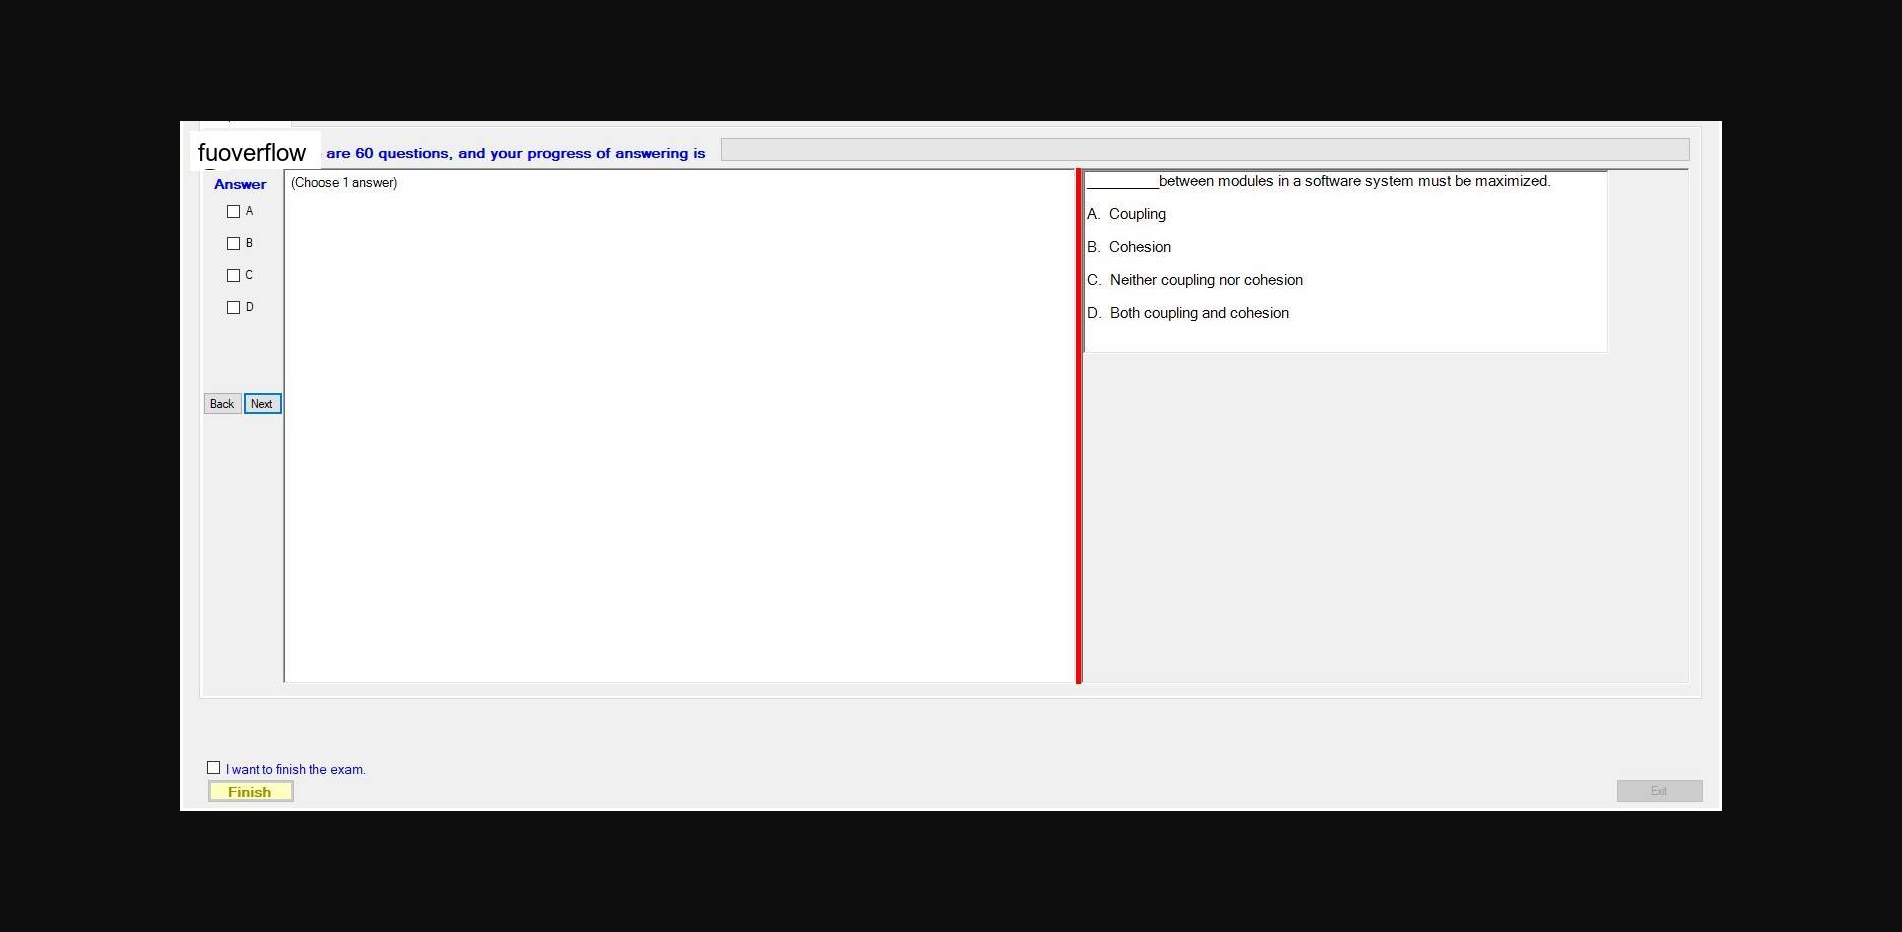 fuoverflow are 60 questions, and your progress of answering is
Answer
(Choose 1 answer)
A
B
C
D
Back Next
_________between modules in a software system must be maximized.
A. Coupling
B. Cohesion
C. Neither coupling nor cohesion
D. Both coupling and cohesion
I want to finish the exam.
Finish
Exit